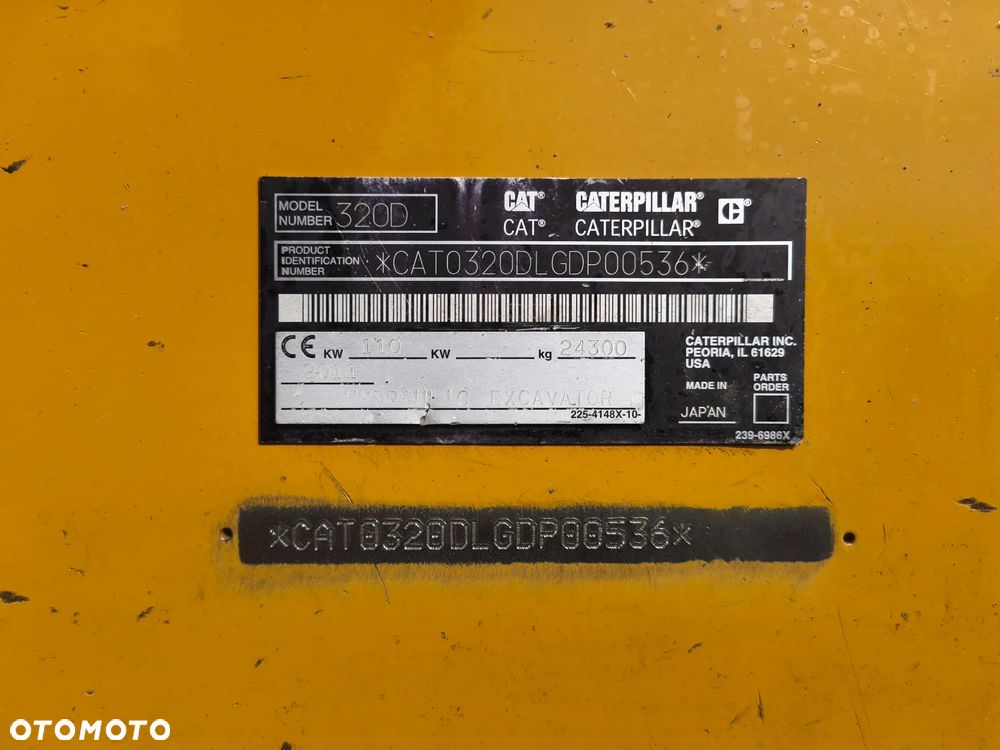 MODEL NUMBER 320D
CAT® CATERPILLAR® CE®
CAT® CATERPILLAR®
PRODUCT IDENTIFICATION NUMBER *CAT0320DLGDP00536*
CE KW 110 KW kg 24300
2011
HYDRAULIC EXCAVATOR
225-4148X-10-
CATERPILLAR INC.
PEORIA, IL 61629
USA
MADE IN JAPAN
PARTS ORDER
239-6986X
*CAT0320DLGDP00536*
OTOMOTO